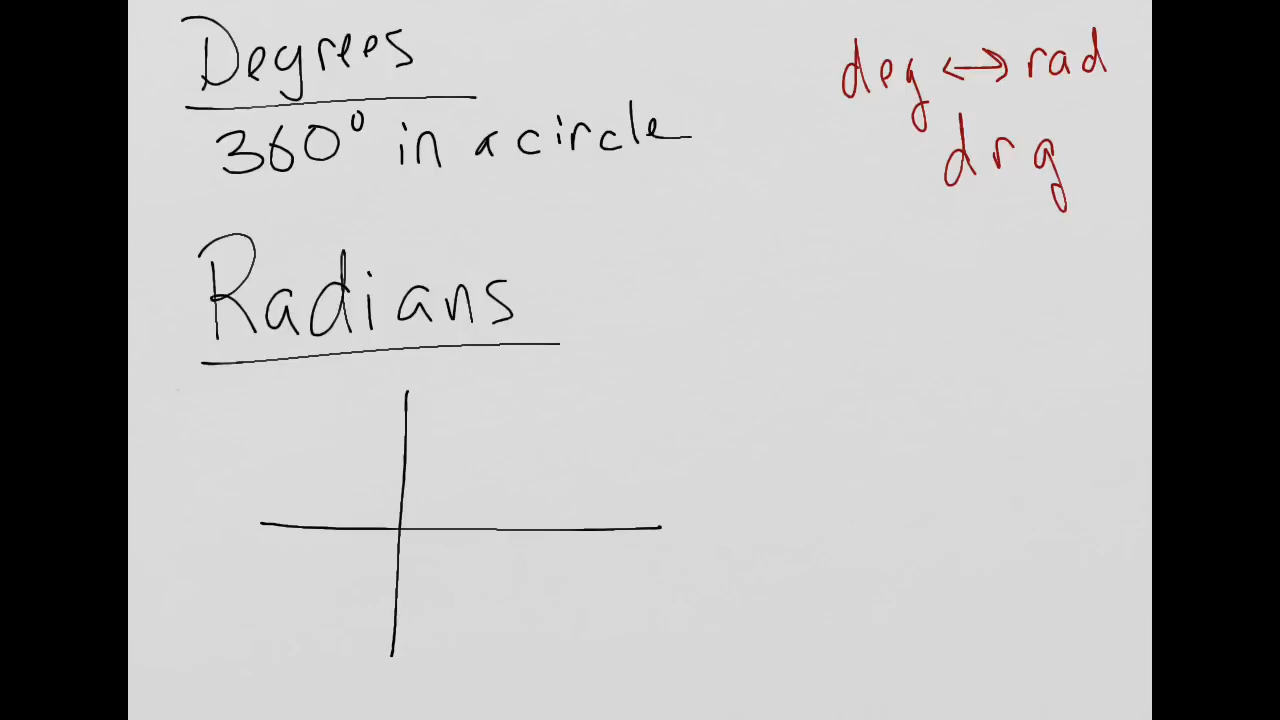 Degrees
360° in a circle
deg ↔ rad
drg
Radians